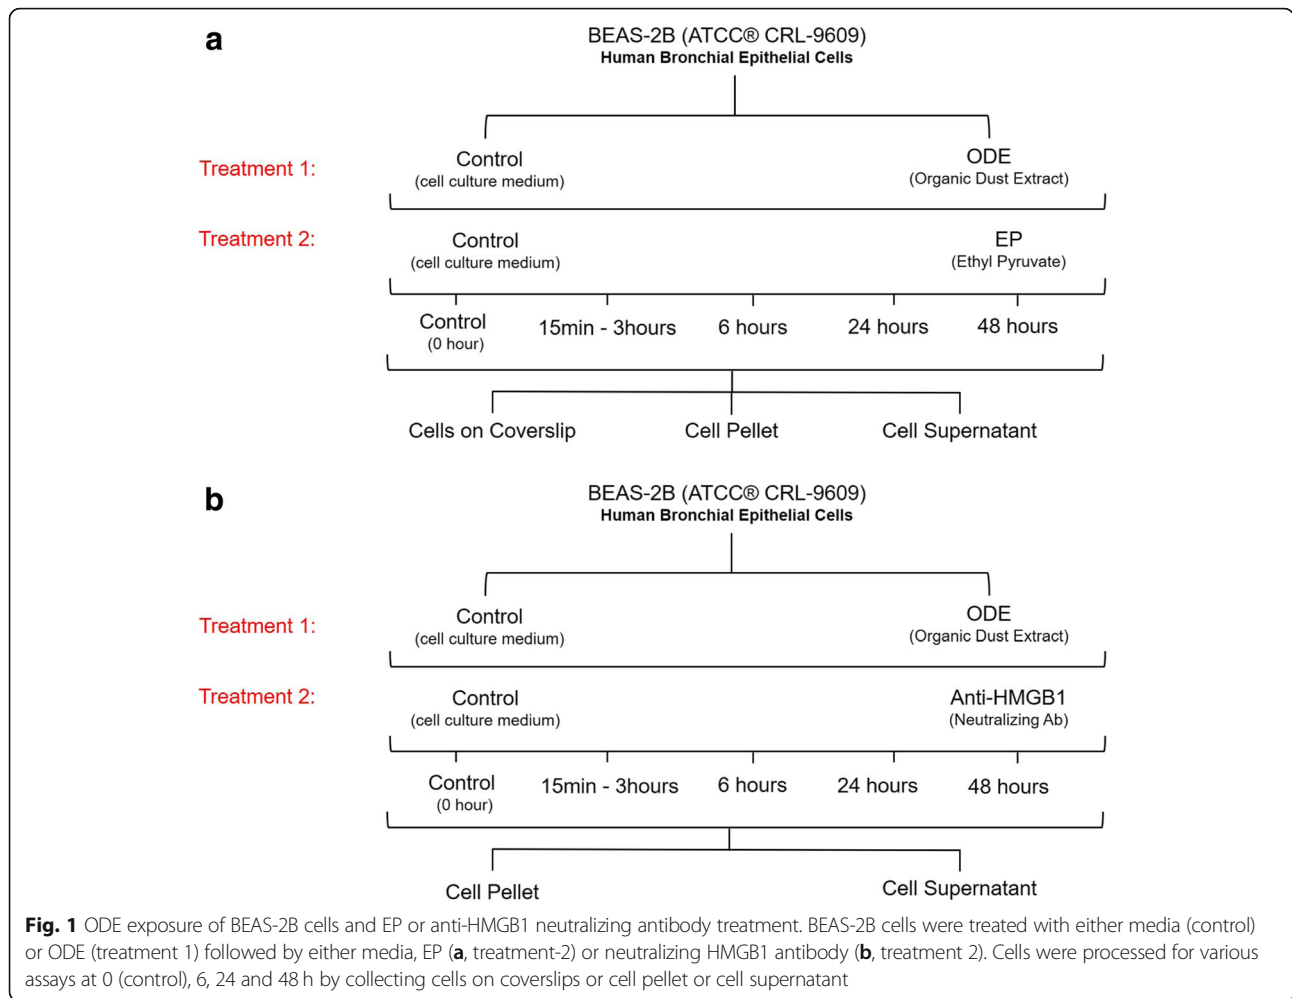 a
BEAS-2B (ATCC® CRL-9609)
Human Bronchial Epithelial Cells
Treatment 1:
Control
(cell culture medium)
ODE
(Organic Dust Extract)
Treatment 2:
Control
(cell culture medium)
EP
(Ethyl Pyruvate)
Control
(0 hour)
15min - 3hours
6 hours
24 hours
48 hours
Cells on Coverslip
Cell Pellet
Cell Supernatant
b
BEAS-2B (ATCC® CRL-9609)
Human Bronchial Epithelial Cells
Treatment 1:
Control
(cell culture medium)
ODE
(Organic Dust Extract)
Treatment 2:
Control
(cell culture medium)
Anti-HMGB1
(Neutralizing Ab)
Control
(0 hour)
15min - 3hours
6 hours
24 hours
48 hours
Cell Pellet
Cell Supernatant
Fig. 1 ODE exposure of BEAS-2B cells and EP or anti-HMGB1 neutralizing antibody treatment. BEAS-2B cells were treated with either media (control)
or ODE (treatment 1) followed by either media, EP (a, treatment-2) or neutralizing HMGB1 antibody (b, treatment 2). Cells were processed for various
assays at 0 (control), 6, 24 and 48 h by collecting cells on coverslips or cell pellet or cell supernatant